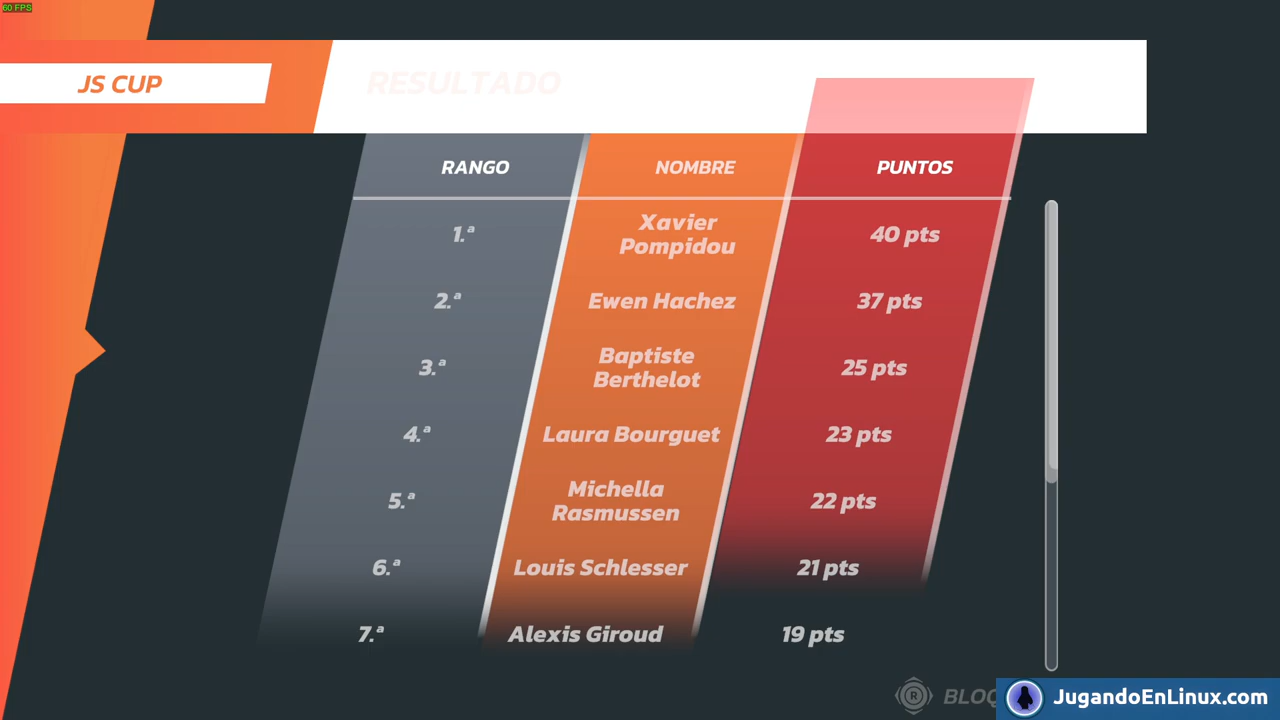 60 FPS
JS CUP
RESULTADO
RANGO NOMBRE PUNTOS
1.ª Xavier Pompidou 40 pts
2.ª Ewen Hachez 37 pts
3.ª Baptiste Berthelot 25 pts
4.ª Laura Bourguet 23 pts
5.ª Michella Rasmussen 22 pts
6.ª Louis Schlesser 21 pts
7.ª Alexis Giroud 19 pts
R BLOQ
JugandoEnLinux.com